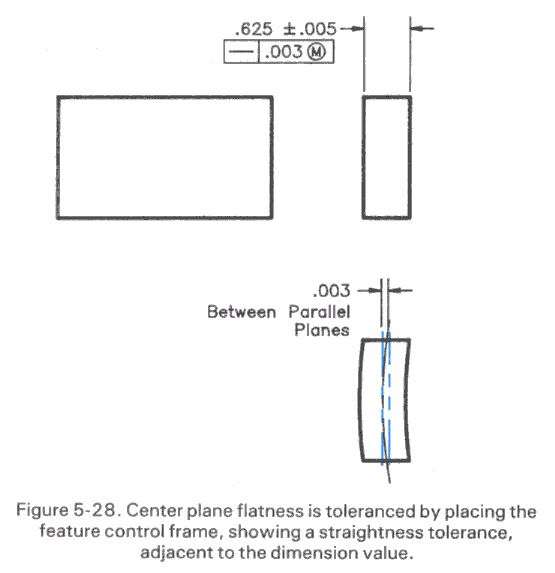 .625 ±.005
— .003 Ⓜ
.003
Between Parallel
Planes
Figure 5-28. Center plane flatness is toleranced by placing the
feature control frame, showing a straightness tolerance,
adjacent to the dimension value.